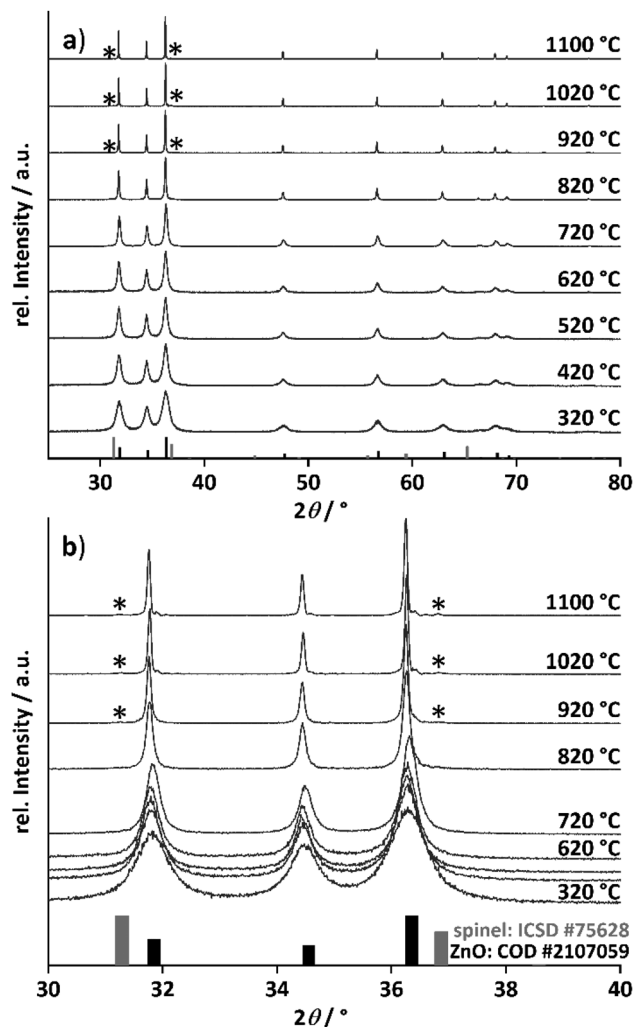 a)
* * 1100 °C
* * 1020 °C
* * 920 °C
820 °C
720 °C
620 °C
520 °C
420 °C
320 °C
rel. Intensity / a.u.
30 40 50 60 70 80
2θ / °
b)
* * 1100 °C
* * 1020 °C
* * 920 °C
820 °C
720 °C
620 °C
320 °C
rel. Intensity / a.u.
spinel: ICSD #75628
ZnO: COD #2107059
30 32 34 36 38 40
2θ / °